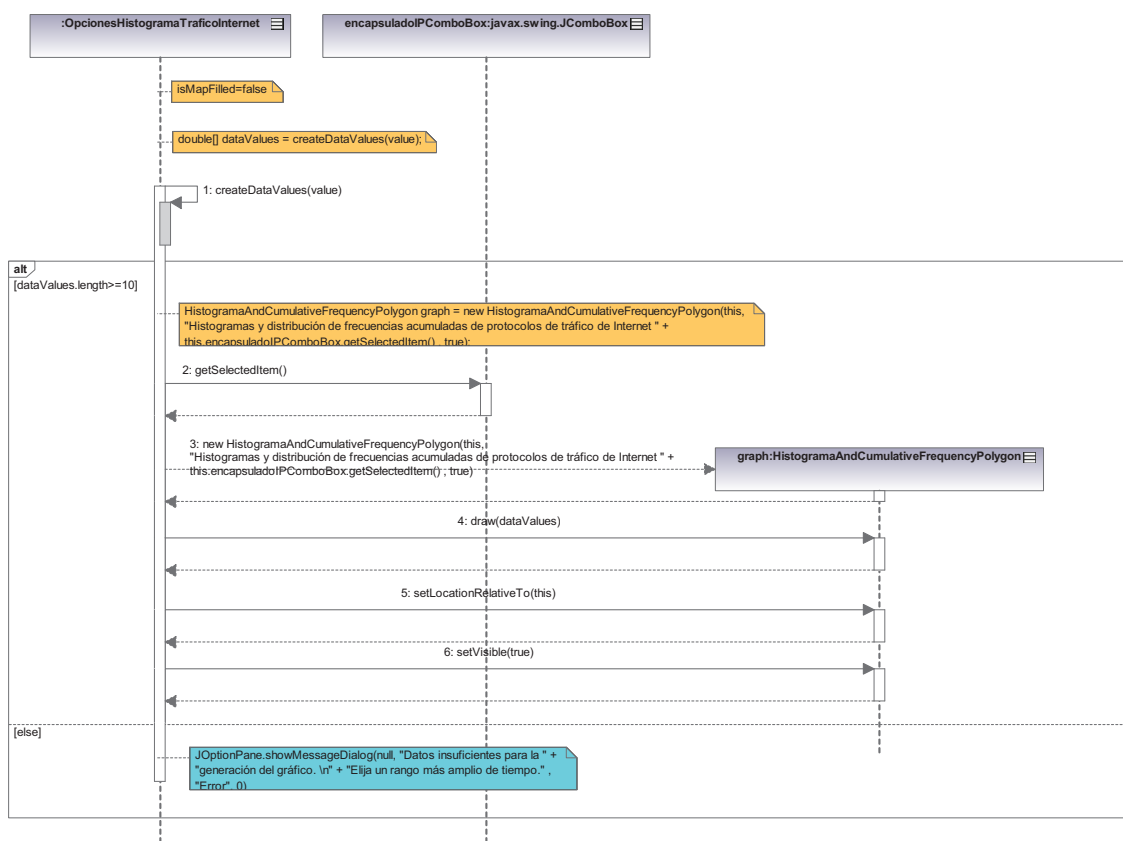 :OpcionesHistogramaTraficoInternet
encapsuladoIPComboBox:javax.swing.JComboBox
isMapFilled=false
double[] dataValues = createDataValues(value);
1: createDataValues(value)
alt
[dataValues.length>=10]
HistogramaAndCumulativeFrequencyPolygon graph = new HistogramaAndCumulativeFrequencyPolygon(this,
"Histogramas y distribución de frecuencias acumuladas de protocolos de tráfico de Internet " +
this.encapsuladoIPComboBox.getSelectedItem() , true);
2: getSelectedItem()
3: new HistogramaAndCumulativeFrequencyPolygon(this,
"Histogramas y distribución de frecuencias acumuladas de protocolos de tráfico de Internet " +
this.encapsuladoIPComboBox.getSelectedItem() , true)
graph:HistogramaAndCumulativeFrequencyPolygon
4: draw(dataValues)
5: setLocationRelativeTo(this)
6: setVisible(true)
[else]
JOptionPane.showMessageDialog(null, "Datos insuficientes para la " +
"generación del gráfico. \n" + "Elija un rango más amplio de tiempo." ,
"Error", 0)